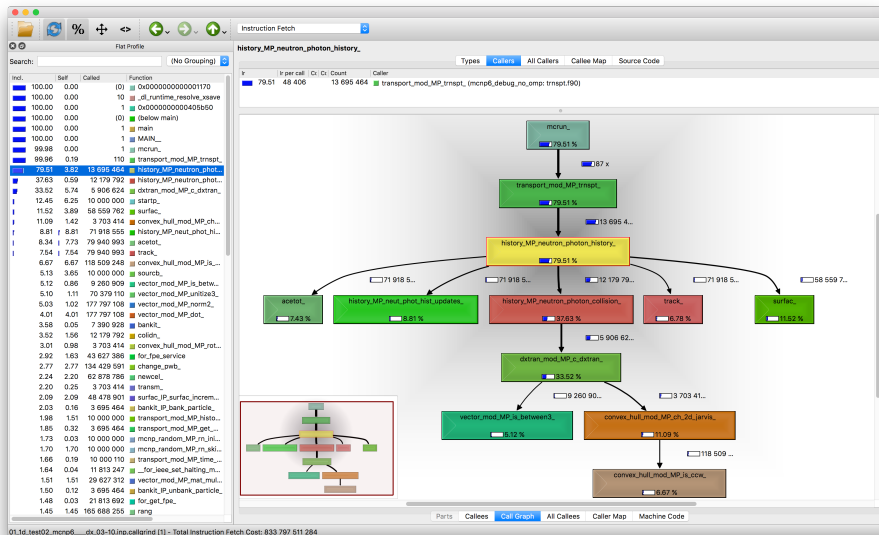 % <> Instruction Fetch
Flat Profile
Search: (No Grouping)
Incl. Self Called Function
100.00 0.00 (0) 0x0000000000001170
100.00 0.00 10 _dl_runtime_resolve_xsave
100.00 0.00 1 0x0000000000405b50
100.00 0.00 (0) (below main)
100.00 0.00 1 main
100.00 0.00 1 MAIN__
99.98 0.00 1 mcrun_
99.96 0.19 110 transport_mod_MP_trnspt_
79.51 3.82 13 695 464 history_MP_neutron_phot...
37.63 0.59 12 179 792 history_MP_neutron_phot...
33.52 5.74 5 906 624 dxtran_mod_MP_c_dxtran_
12.45 6.25 10 000 000 startp_
11.52 3.89 58 559 762 surfac_
11.09 1.42 3 703 414 convex_hull_mod_MP_ch...
8.81 8.81 71 918 555 history_MP_neut_phot_hi...
8.34 7.73 79 940 993 acetot_
7.54 7.54 79 940 993 track_
6.67 6.67 118 509 248 convex_hull_mod_MP_is_...
5.13 3.65 10 000 000 sourcb_
5.12 0.86 9 260 909 vector_mod_MP_is_betw...
5.10 1.11 70 379 110 vector_mod_MP_unitize3_
5.03 1.02 177 797 108 vector_mod_MP_norm2_
4.01 4.01 177 797 108 vector_mod_MP_dot_
3.58 0.05 7 390 928 bankit_
3.52 1.56 12 179 792 colidn_
3.01 0.98 3 703 414 convex_hull_mod_MP_rot...
2.92 1.63 43 627 386 for_fpe_service
2.77 2.77 134 429 591 change_pwb_
2.24 2.20 62 878 786 newcel_
2.20 0.25 3 703 414 transm_
2.09 2.09 48 478 901 surfac_IP_surfac_increm...
2.03 0.16 3 695 464 bankit_IP_bank_particle_
1.98 1.51 10 000 000 transport_mod_MP_histo...
1.85 0.32 3 695 464 transport_mod_MP_get_...
1.73 0.03 10 000 000 mcnp_random_MP_rn_ini...
1.70 1.70 10 000 000 mcnp_random_MP_rn_ski...
1.66 0.19 10 000 110 transport_mod_MP_time_...
1.64 0.04 11 813 247 __for_ieee_set_halting_m...
1.51 1.51 29 627 312 vector_mod_MP_mat_mul...
1.50 0.12 3 695 464 bankit_IP_unbank_particle_
1.48 0.03 21 813 692 for_get_fpe_
1.45 1.45 165 688 255 rang
history_MP_neutron_photon_history_
Types Callers All Callers Callee Map Source Code
Ir Ir per call Count Caller
79.51 48 406 13 695 464 transport_mod_MP_trnspt_ (mcnp6_debug_no_omp: trnspt.f90)
mcrun_
79.51 %
87 x
transport_mod_MP_trnspt_
79.51 %
13 695 4...
history_MP_neutron_photon_history_
79.51 %
71 918 5... 71 918 5... 12 179 79... 71 918 5... 58 559 7...
acetot_ history_MP_neut_phot_hist_updates_ history_MP_neutron_photon_collision_ track_ surfac_
7.43 % 8.81 % 37.63 % 6.78 % 11.52 %
5 906 62...
dxtran_mod_MP_c_dxtran_
33.52 %
9 260 90... 3 703 41...
vector_mod_MP_is_between3_ convex_hull_mod_MP_ch_2d_jarvis_
5.12 % 11.09 %
118 509 ...
convex_hull_mod_MP_is_ccw_
6.67 %
Parts Callees Call Graph All Callees Caller Map Machine Code
01.1d_test02_mcnp6____dx_03-10.inp.callgrind [1] - Total Instruction Fetch Cost: 833 797 511 284